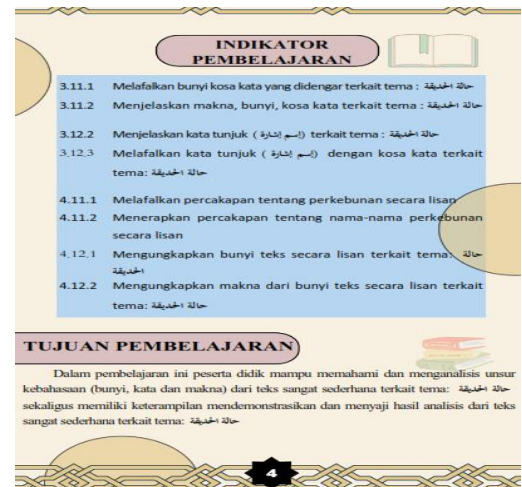 INDIKATOR
PEMBELAJARAN
3.11.1 Melafalkan bunyi kosa kata yang didengar terkait tema : حالة الحديقة
3.11.2 Menjelaskan makna, bunyi, kosa kata terkait tema : حالة الحديقة
3.12.2 Menjelaskan kata tunjuk ( إسم إشارة) terkait tema : حالة الحديقة
3.12.3 Melafalkan kata tunjuk ( إسم إشارة) dengan kosa kata terkait
tema: حالة الحديقة
4.11.1 Melafalkan percakapan tentang perkebunan secara lisan
4.11.2 Menerapkan percakapan tentang nama-nama perkebunan
secara lisan
4.12.1 Mengungkapkan bunyi teks secara lisan terkait tema: حالة
الحديقة
4.12.2 Mengungkapkan makna dari bunyi teks secara lisan terkait
tema: حالة الحديقة
TUJUAN PEMBELAJARAN
Dalam pembelajaran ini peserta didik mampu memahami dan menganalisis unsur
kebahasaan (bunyi, kata dan makna) dari teks sangat sederhana terkait tema: حالة الحديقة
sekaligus memiliki keterampilan mendemonstrasikan dan menyaji hasil analisis dari teks
sangat sederhana terkait tema: حالة الحديقة
4